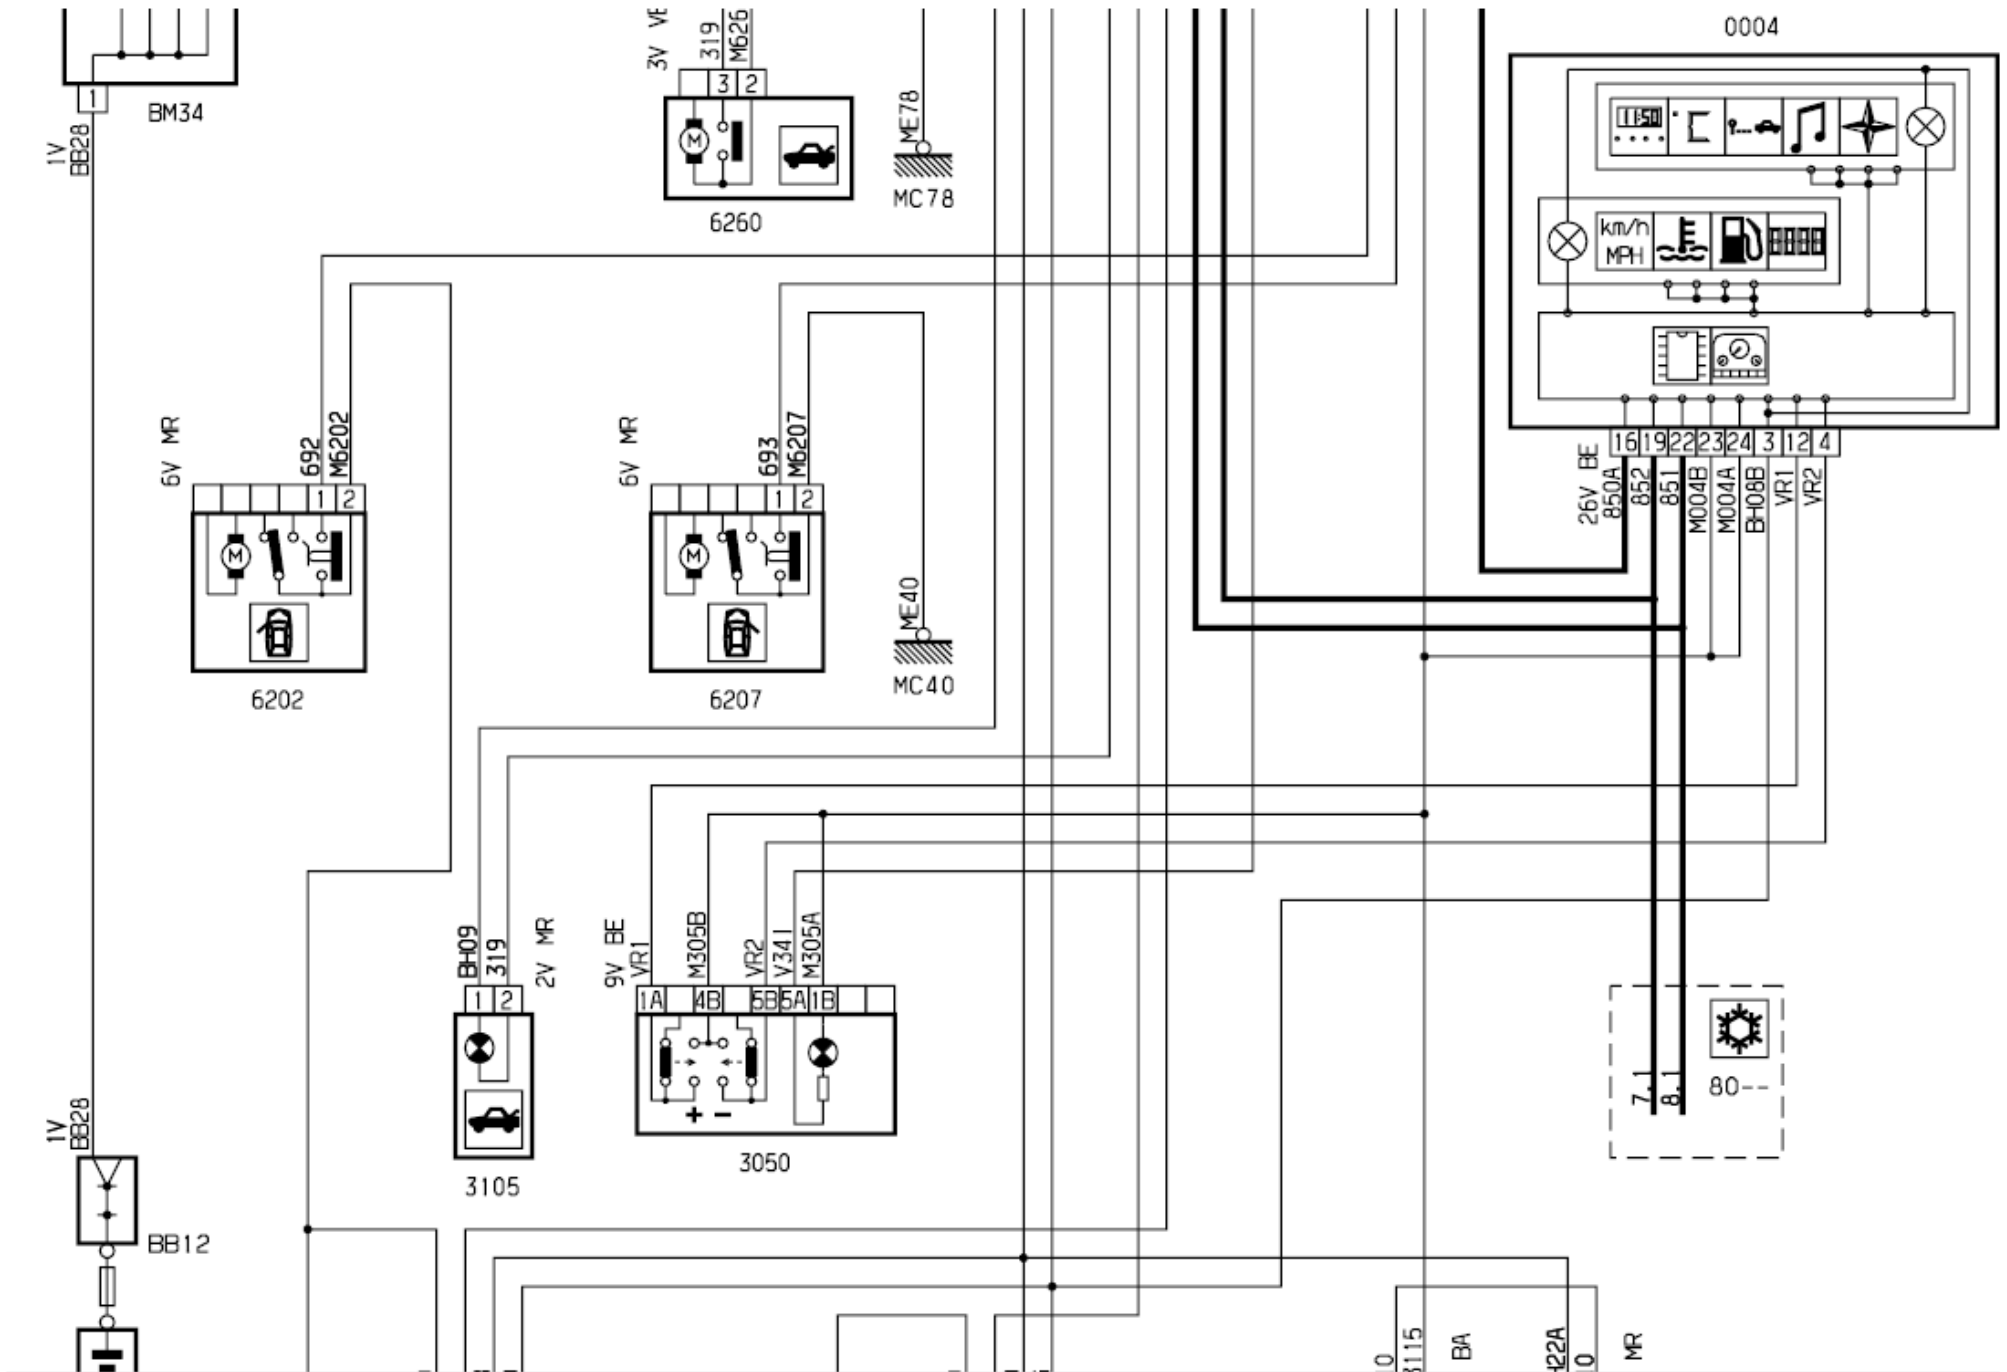 0004
3V
319
M626
3 2
1
BM34
1V
BB28
11:50
°C
M
ME78
MC78
6260
km/h
MPH
16 19 22 23 24 3 12 4
26V BE
850A
852
851
M004B
M004A
BH08B
VR1
VR2
6V MR
692
M6202
1 2
M
6202
6V MR
693
M6207
1 2
M
6207
ME40
MC40
BH09
319
2V MR
1 2
3105
9V BE
VR1
M305B
VR2
V341
M305A
1A 4B 5B 5A 1B
+ −
3050
7.1
8.1
80--
1V
BB28
BB12
BA
MR